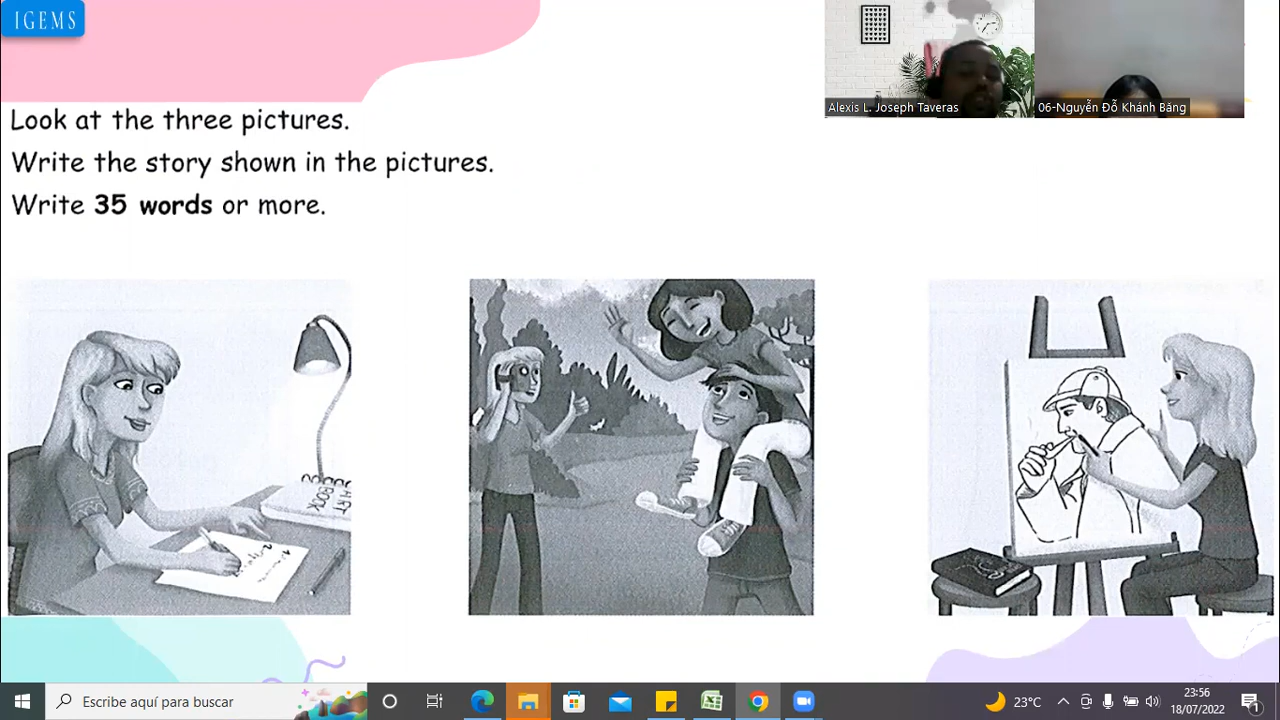 IGEMS
Look at the three pictures.
Write the story shown in the pictures.
Write 35 words or more.
Alexis L. Joseph Taveras
06-Nguyễn Đỗ Khánh Băng
ART
BOOK
Escribe aquí para buscar
23°C
23:56
18/07/2022
1